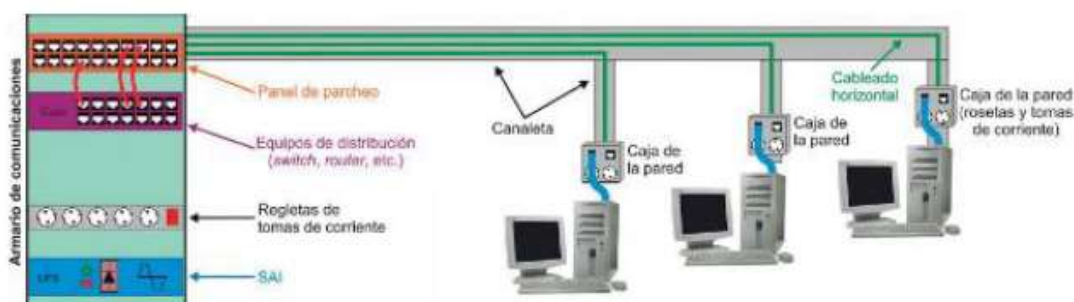 Armario de comunicaciones
Panel de parcheo
Equipos de distribución
(switch, router, etc.)
Regletas de
tomas de corriente
SAI
UPS
Canaleta
Caja de
la pared
Caja de
la pared
Cableado
horizontal
Caja de la pared
(rosetas y tomas
de corriente)